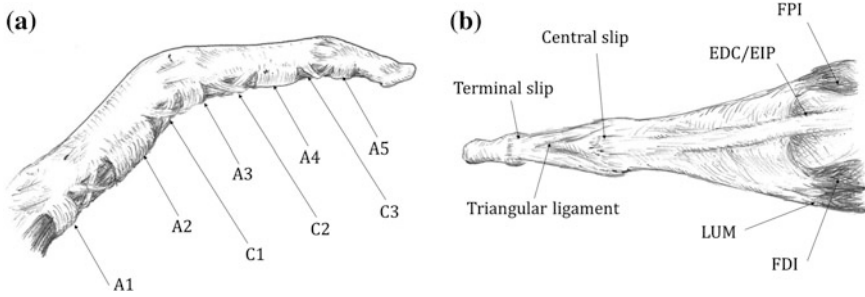 (a)
A1
A2
C1
A3
C2
A4
C3
A5
(b)
FPI
EDC/EIP
Central slip
Terminal slip
Triangular ligament
LUM
FDI